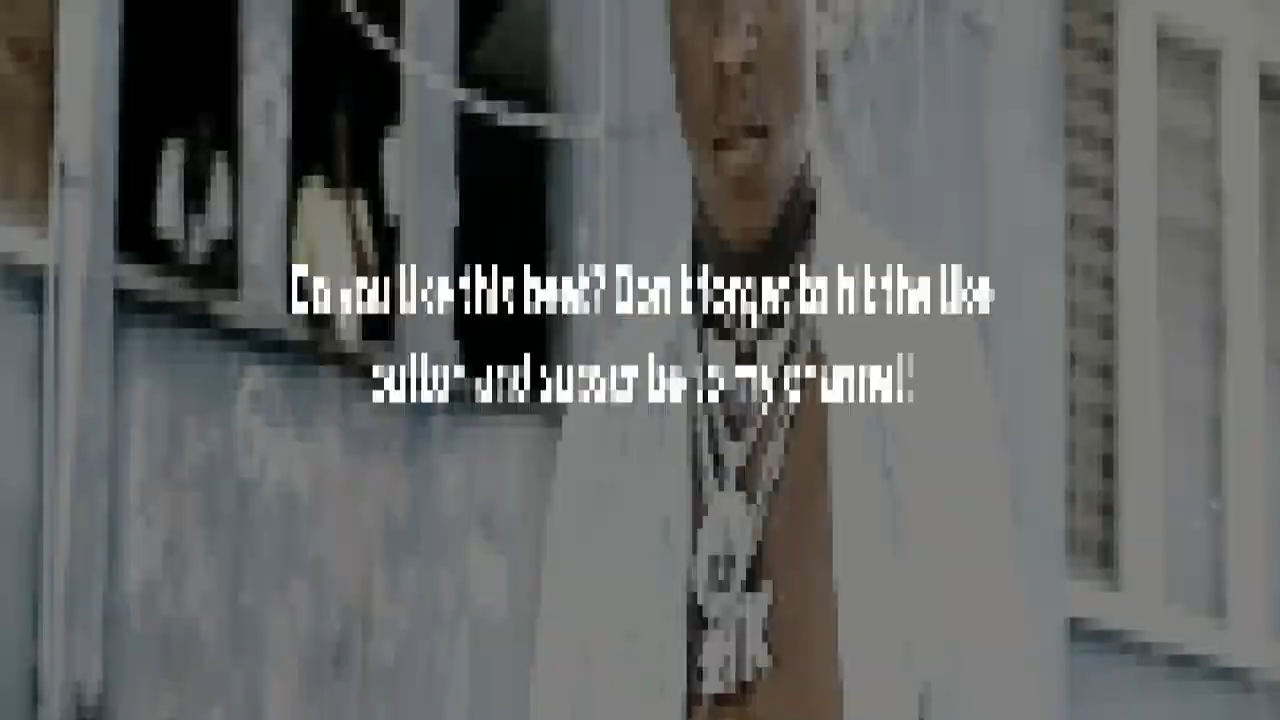 Do you like this beat? Don't forget to hit the like
button and subscribe to my channel!